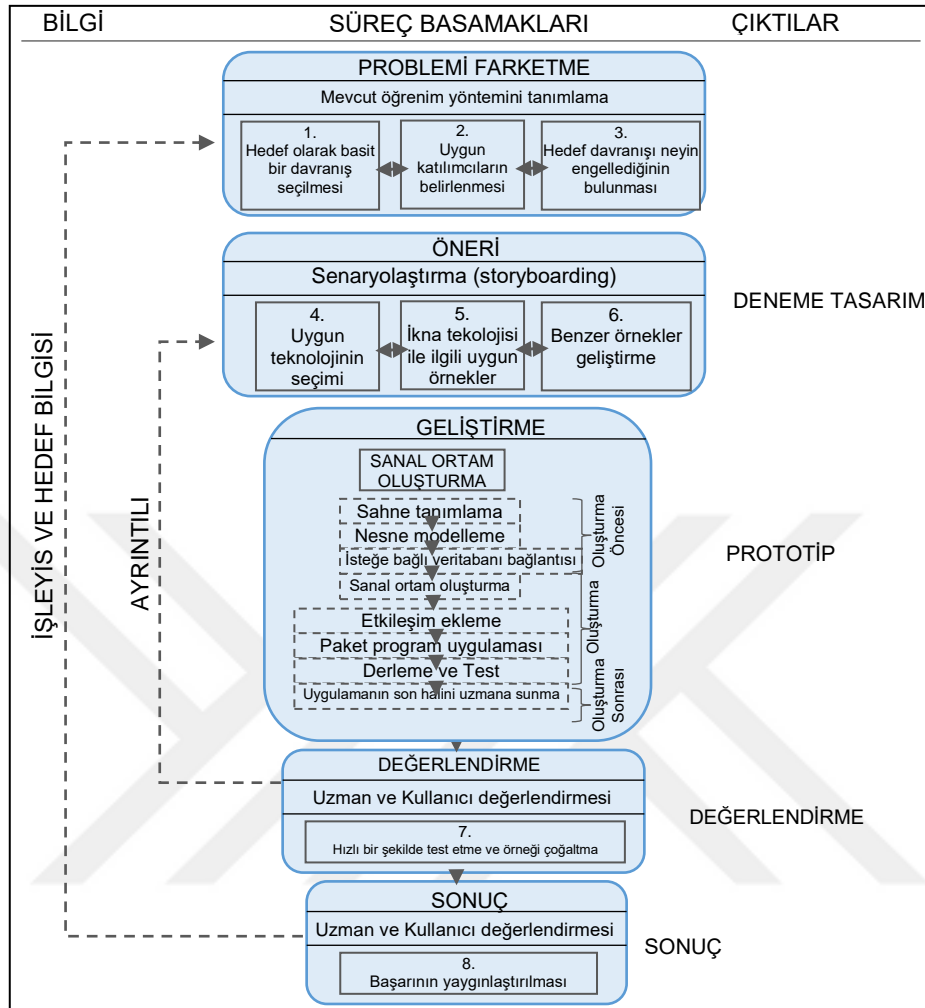 BİLGİ
SÜREÇ BASAMAKLARI
ÇIKTILAR
PROBLEMİ FARKETME
Mevcut öğrenim yöntemini tanımlama
1.
Hedef olarak basit
bir davranış
seçilmesi
2.
Uygun
katılımcıların
belirlenmesi
3.
Hedef davranışı neyin
engellediğinin
bulunması
ÖNERİ
Senaryolaştırma (storyboarding)
4.
Uygun
teknolojinin
seçimi
5.
İkna tekolojisi
ile ilgili uygun
örnekler
6.
Benzer örnekler
geliştirme
DENEME TASARIM
İŞLEYİS VE HEDEF BİLGİSİ
AYRINTILI
GELİŞTİRME
SANAL ORTAM
OLUŞTURMA
Sahne tanımlama
Nesne modelleme
İsteğe bağlı veritabanı bağlantısı
Sanal ortam oluşturma
Etkileşim ekleme
Paket program uygulaması
Derleme ve Test
Uygulamanın son halini uzmana sunma
Oluşturma
Öncesi
Oluşturma
Oluşturma
Sonrası
PROTOTİP
DEĞERLENDİRME
Uzman ve Kullanıcı değerlendirmesi
7.
Hızlı bir şekilde test etme ve örneği çoğaltma
DEĞERLENDİRME
SONUÇ
Uzman ve Kullanıcı değerlendirmesi
8.
Başarının yaygınlaştırılması
SONUÇ